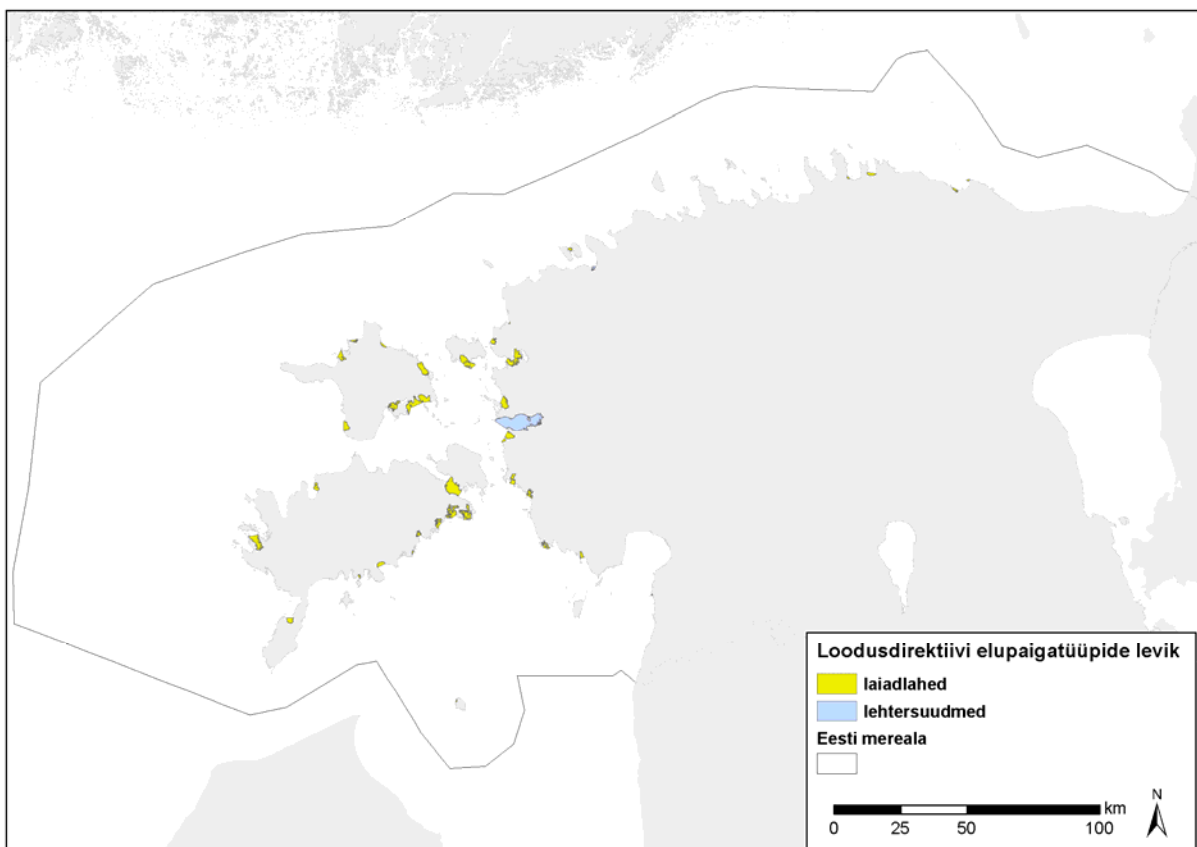 Loodusdirektiivi elupaigatüüpide levik
laiadlahed
lehtersuudmed
Eesti mereala
N
km
0 25 50 100